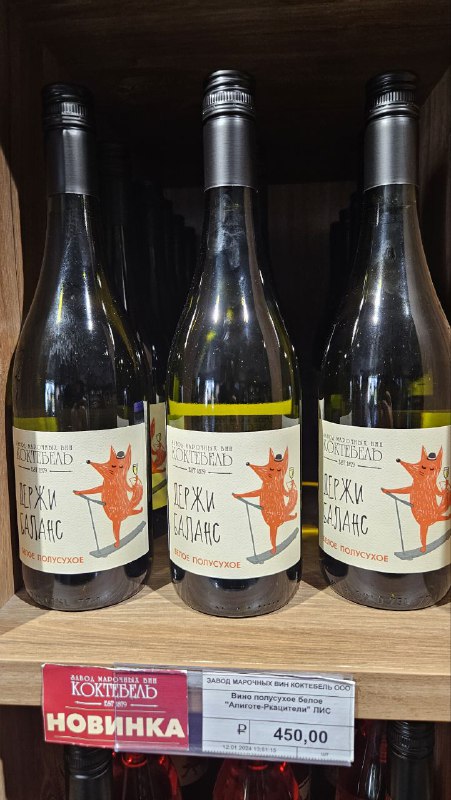 ЗАВОД МАРОЧНЫХ ВИН
КОКТЕБЕЛЬ
EST 1879
ДЕРЖИ
БАЛАНС
БЕЛОЕ ПОЛУСУХОЕ
ЗАВОД МАРОЧНЫХ ВИН
КОКТЕБЕЛЬ
EST 1879
ДЕРЖИ
БАЛАНС
БЕЛОЕ ПОЛУСУХОЕ
ЗАВОД МАРОЧНЫХ ВИН
КОКТЕБЕЛЬ
EST 1879
ДЕРЖИ
БАЛАНС
БЕЛОЕ ПОЛУСУХОЕ
ЗАВОД МАРОЧНЫХ ВИН
КОКТЕБЕЛЬ
EST 1879
НОВИНКА
ЗАВОД МАРОЧНЫХ ВИН КОКТЕБЕЛЬ ООО
Вино полусухое белое
"Алиготе-Ркацители" ЛИС
₽ 450,00
шт